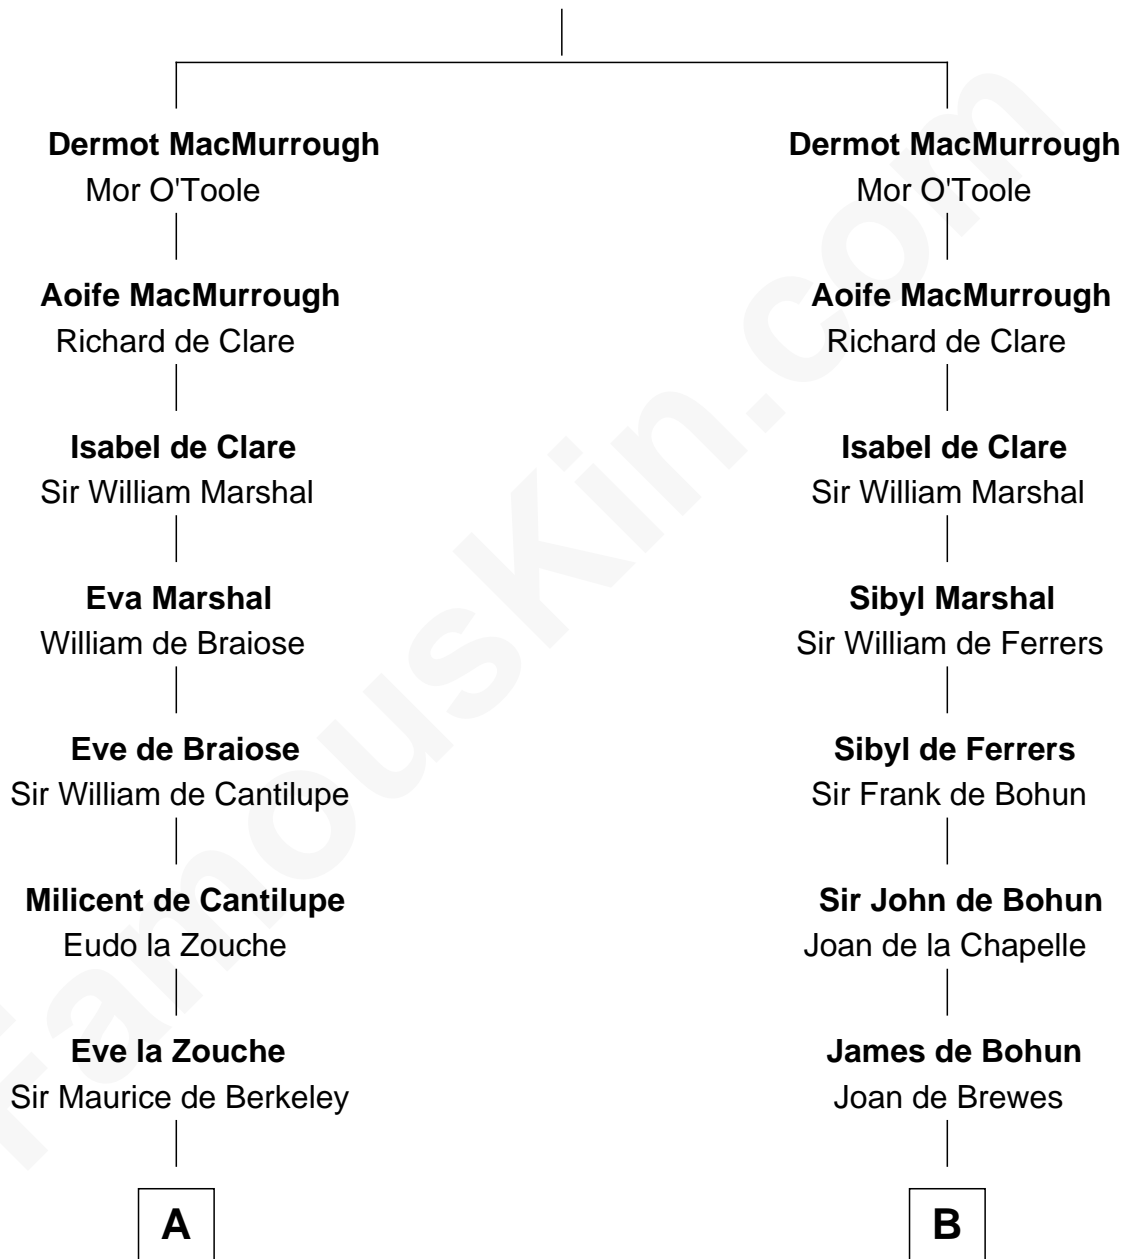 Dermot MacMurrough
Mor O'Toole
Aoife MacMurrough
Richard de Clare
Isabel de Clare
Sir William Marshal
Eva Marshal
William de Braiose
Eve de Braiose
Sir William de Cantilupe
Milicent de Cantilupe
Eudo la Zouche
Eve la Zouche
Sir Maurice de Berkeley
A
Dermot MacMurrough
Mor O'Toole
Aoife MacMurrough
Richard de Clare
Isabel de Clare
Sir William Marshal
Sibyl Marshal
Sir William de Ferrers
Sibyl de Ferrers
Sir Frank de Bohun
Sir John de Bohun
Joan de la Chapelle
James de Bohun
Joan de Brewes
B
FamousKin.com